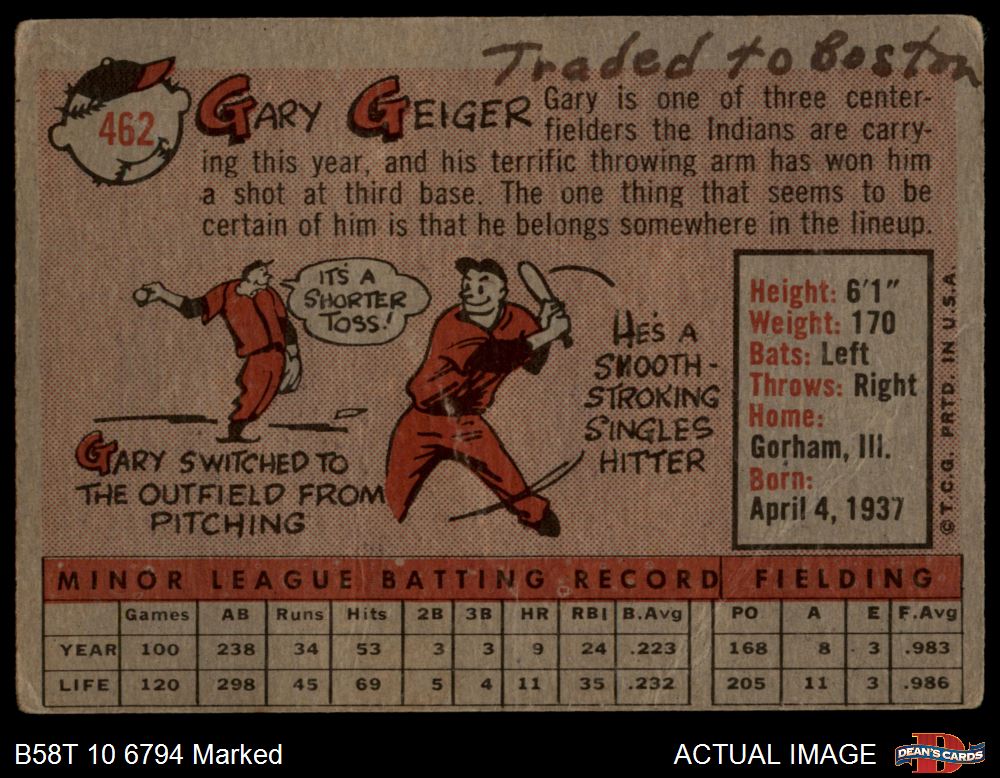 Traded to Boston
462
GARY GEIGER
Gary is one of three center-
fielders the Indians are carry-
ing this year, and his terrific throwing arm has won him
a shot at third base. The one thing that seems to be
certain of him is that he belongs somewhere in the lineup.
IT'S A
SHORTER
TOSS!
GARY SWITCHED TO
THE OUTFIELD FROM
PITCHING
HE'S A
SMOOTH-
STROKING
SINGLES
HITTER
Height: 6'1"
Weight: 170
Bats: Left
Throws: Right
Home:
Gorham, Ill.
Born:
April 4, 1937
© T.C.G. PRTD. IN U.S.A.
MINOR LEAGUE BATTING RECORD FIELDING
Games AB Runs Hits 2B 3B HR RBI B.Avg PO A E F.Avg
YEAR 100 238 34 53 3 3 9 24 .223 168 8 3 .983
LIFE 120 298 45 69 5 4 11 35 .232 205 11 3 .986
B58T 10 6794 Marked
ACTUAL IMAGE
D
DEAN'S CARDS